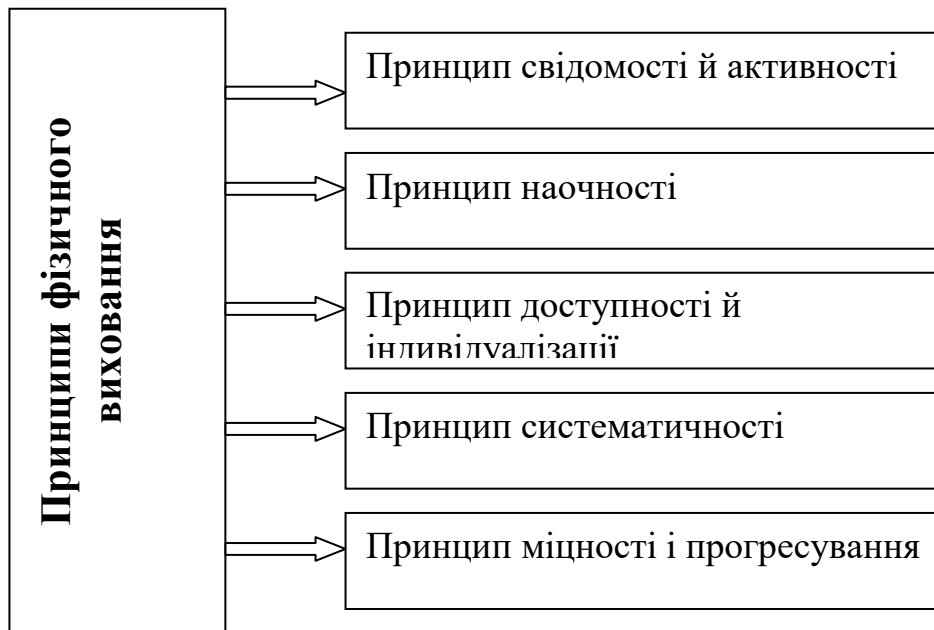 Принципи фізичного
виховання
Принцип свідомості й активності
Принцип наочності
Принцип доступності й
індивідуалізації
Принцип систематичності
Принцип міцності і прогресування